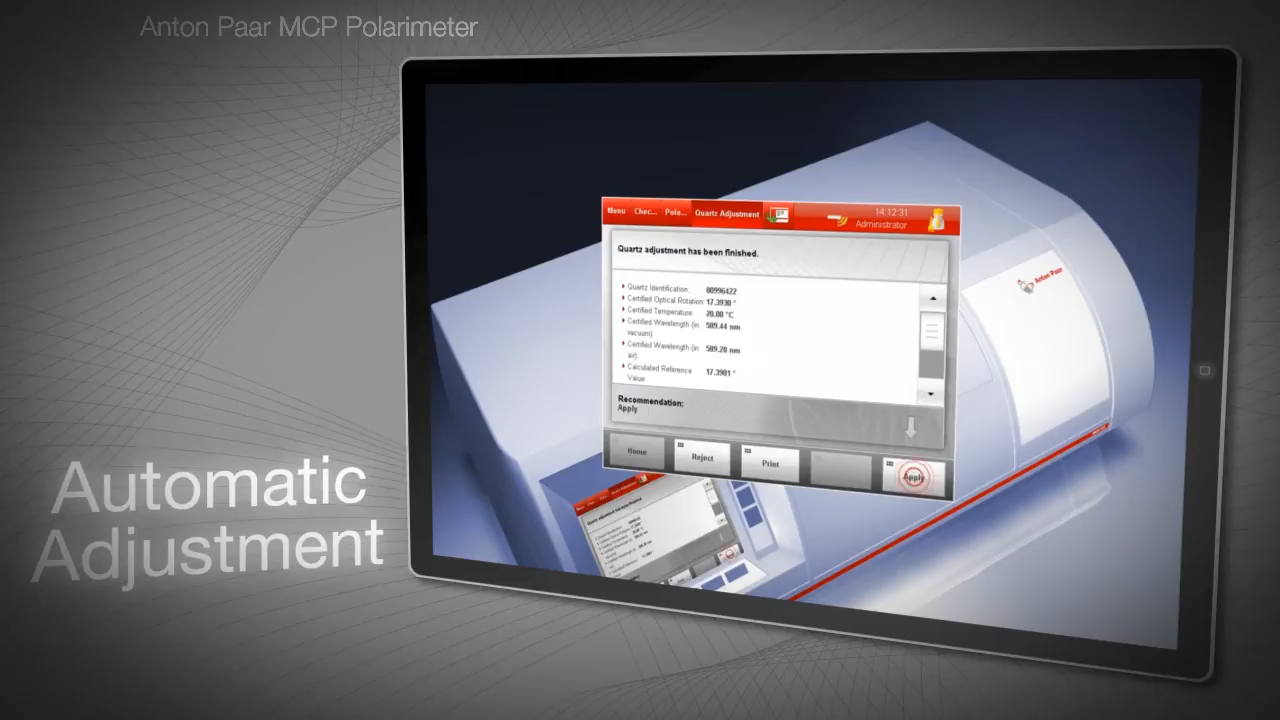 Anton Paar MCP Polarimeter
Menu Chec... Pola... Quartz Adjustment
14:12:31
Administrator
Quartz adjustment has been finished.
Quartz Identification: 80996422
Certified Optical Rotation: 17.3930 °
Certified Temperature: 20.00 °C
Certified Wavelength (in vacuum): 589.44 nm
Certified Wavelength (in air): 589.28 nm
Calculated Reference Value 17.3981 °
Recommendation:
Apply
Home Reject Print Apply
Anton Paar
Automatic
Adjustment